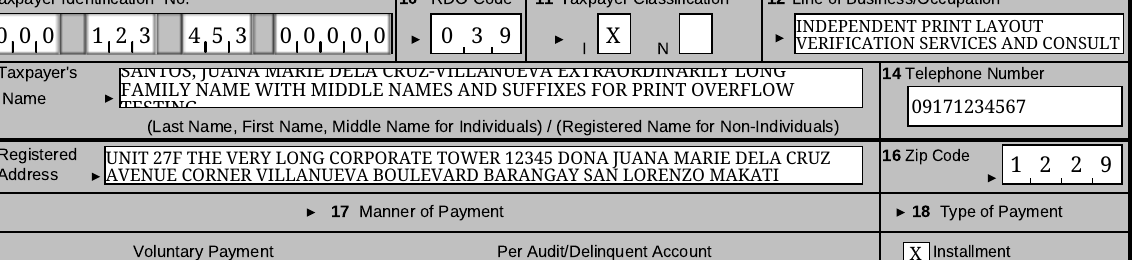 Taxpayer Identification No. 10 RDO Code 11 Taxpayer Classification 12 Line of Business/Occupation
0 0 0 1 2 3 4 5 3 0 0 0 0 0 ► 0 3 9 ► I X N ► INDEPENDENT PRINT LAYOUT
VERIFICATION SERVICES AND CONSULT
Taxpayer's
Name ► SANTOS, JUANA MARIE DELA CRUZ-VILLANUEVA EXTRAORDINARILY LONG
FAMILY NAME WITH MIDDLE NAMES AND SUFFIXES FOR PRINT OVERFLOW
TESTING
(Last Name, First Name, Middle Name for Individuals) / (Registered Name for Non-Individuals)
14 Telephone Number
09171234567
Registered
Address ► UNIT 27F THE VERY LONG CORPORATE TOWER 12345 DONA JUANA MARIE DELA CRUZ
AVENUE CORNER VILLANUEVA BOULEVARD BARANGAY SAN LORENZO MAKATI
16 Zip Code
► 1 2 2 9
► 17 Manner of Payment ► 18 Type of Payment
Voluntary Payment Per Audit/Delinquent Account X Installment